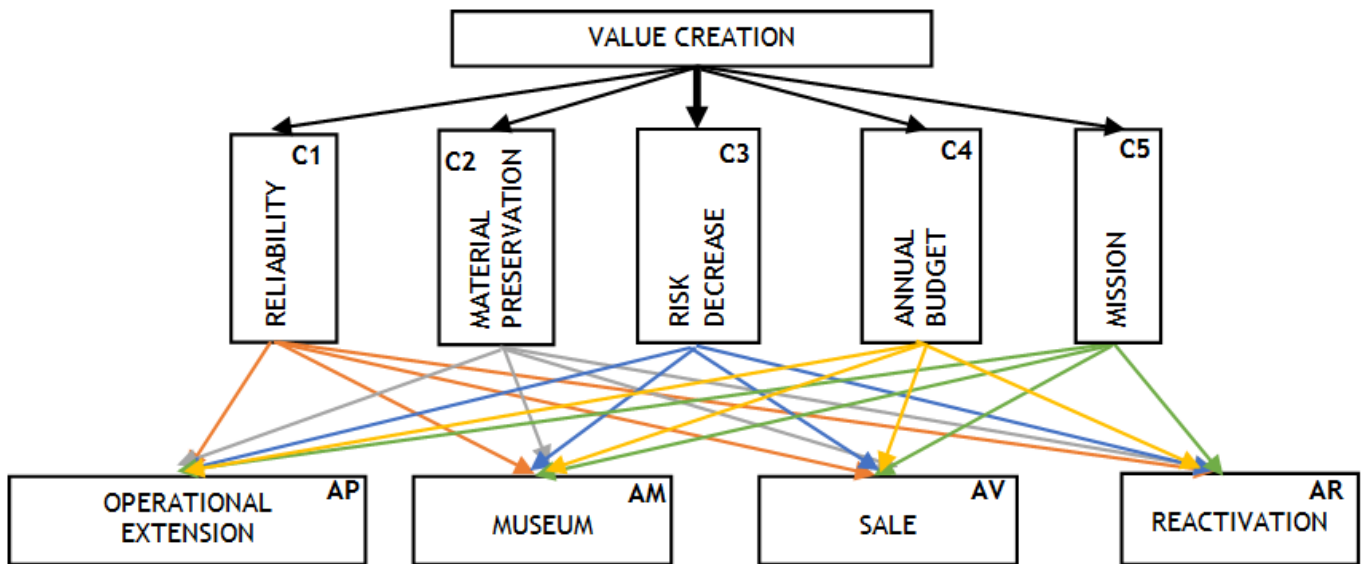 VALUE CREATION
C1
RELIABILITY
C2
MATERIAL
PRESERVATION
C3
RISK
DECREASE
C4
ANNUAL
BUDGET
C5
MISSION
AP
OPERATIONAL
EXTENSION
AM
MUSEUM
AV
SALE
AR
REACTIVATION